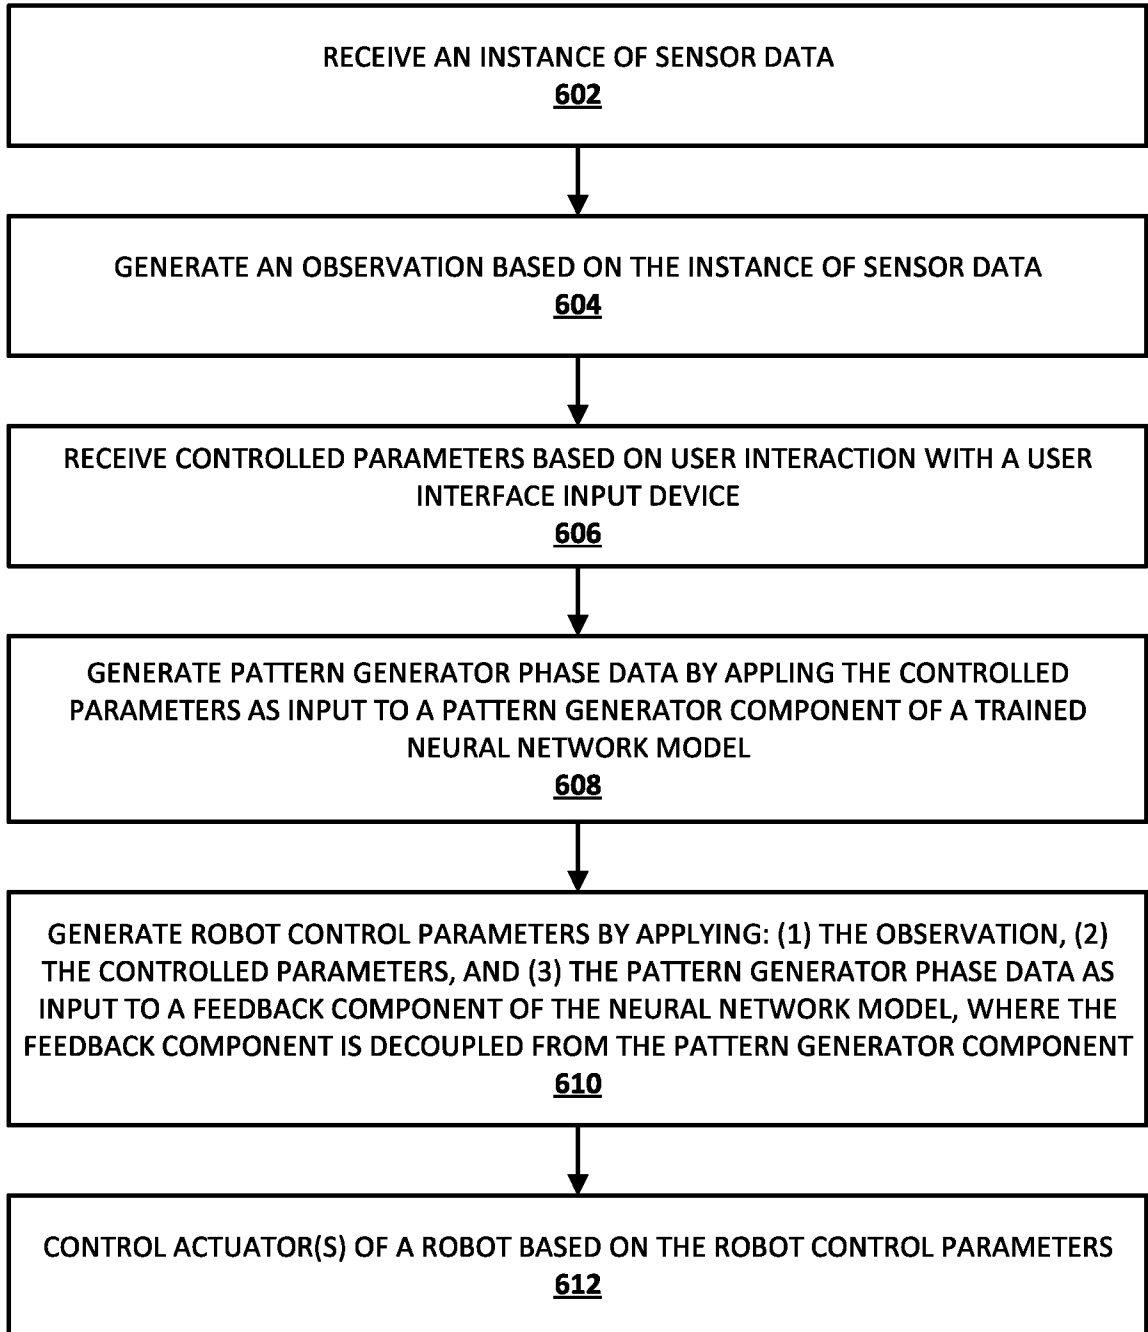 RECEIVE AN INSTANCE OF SENSOR DATA
602
GENERATE AN OBSERVATION BASED ON THE INSTANCE OF SENSOR DATA
604
RECEIVE CONTROLLED PARAMETERS BASED ON USER INTERACTION WITH A USER
INTERFACE INPUT DEVICE
606
GENERATE PATTERN GENERATOR PHASE DATA BY APPLING THE CONTROLLED
PARAMETERS AS INPUT TO A PATTERN GENERATOR COMPONENT OF A TRAINED
NEURAL NETWORK MODEL
608
GENERATE ROBOT CONTROL PARAMETERS BY APPLYING: (1) THE OBSERVATION, (2)
THE CONTROLLED PARAMETERS, AND (3) THE PATTERN GENERATOR PHASE DATA AS
INPUT TO A FEEDBACK COMPONENT OF THE NEURAL NETWORK MODEL, WHERE THE
FEEDBACK COMPONENT IS DECOUPLED FROM THE PATTERN GENERATOR COMPONENT
610
CONTROL ACTUATOR(S) OF A ROBOT BASED ON THE ROBOT CONTROL PARAMETERS
612